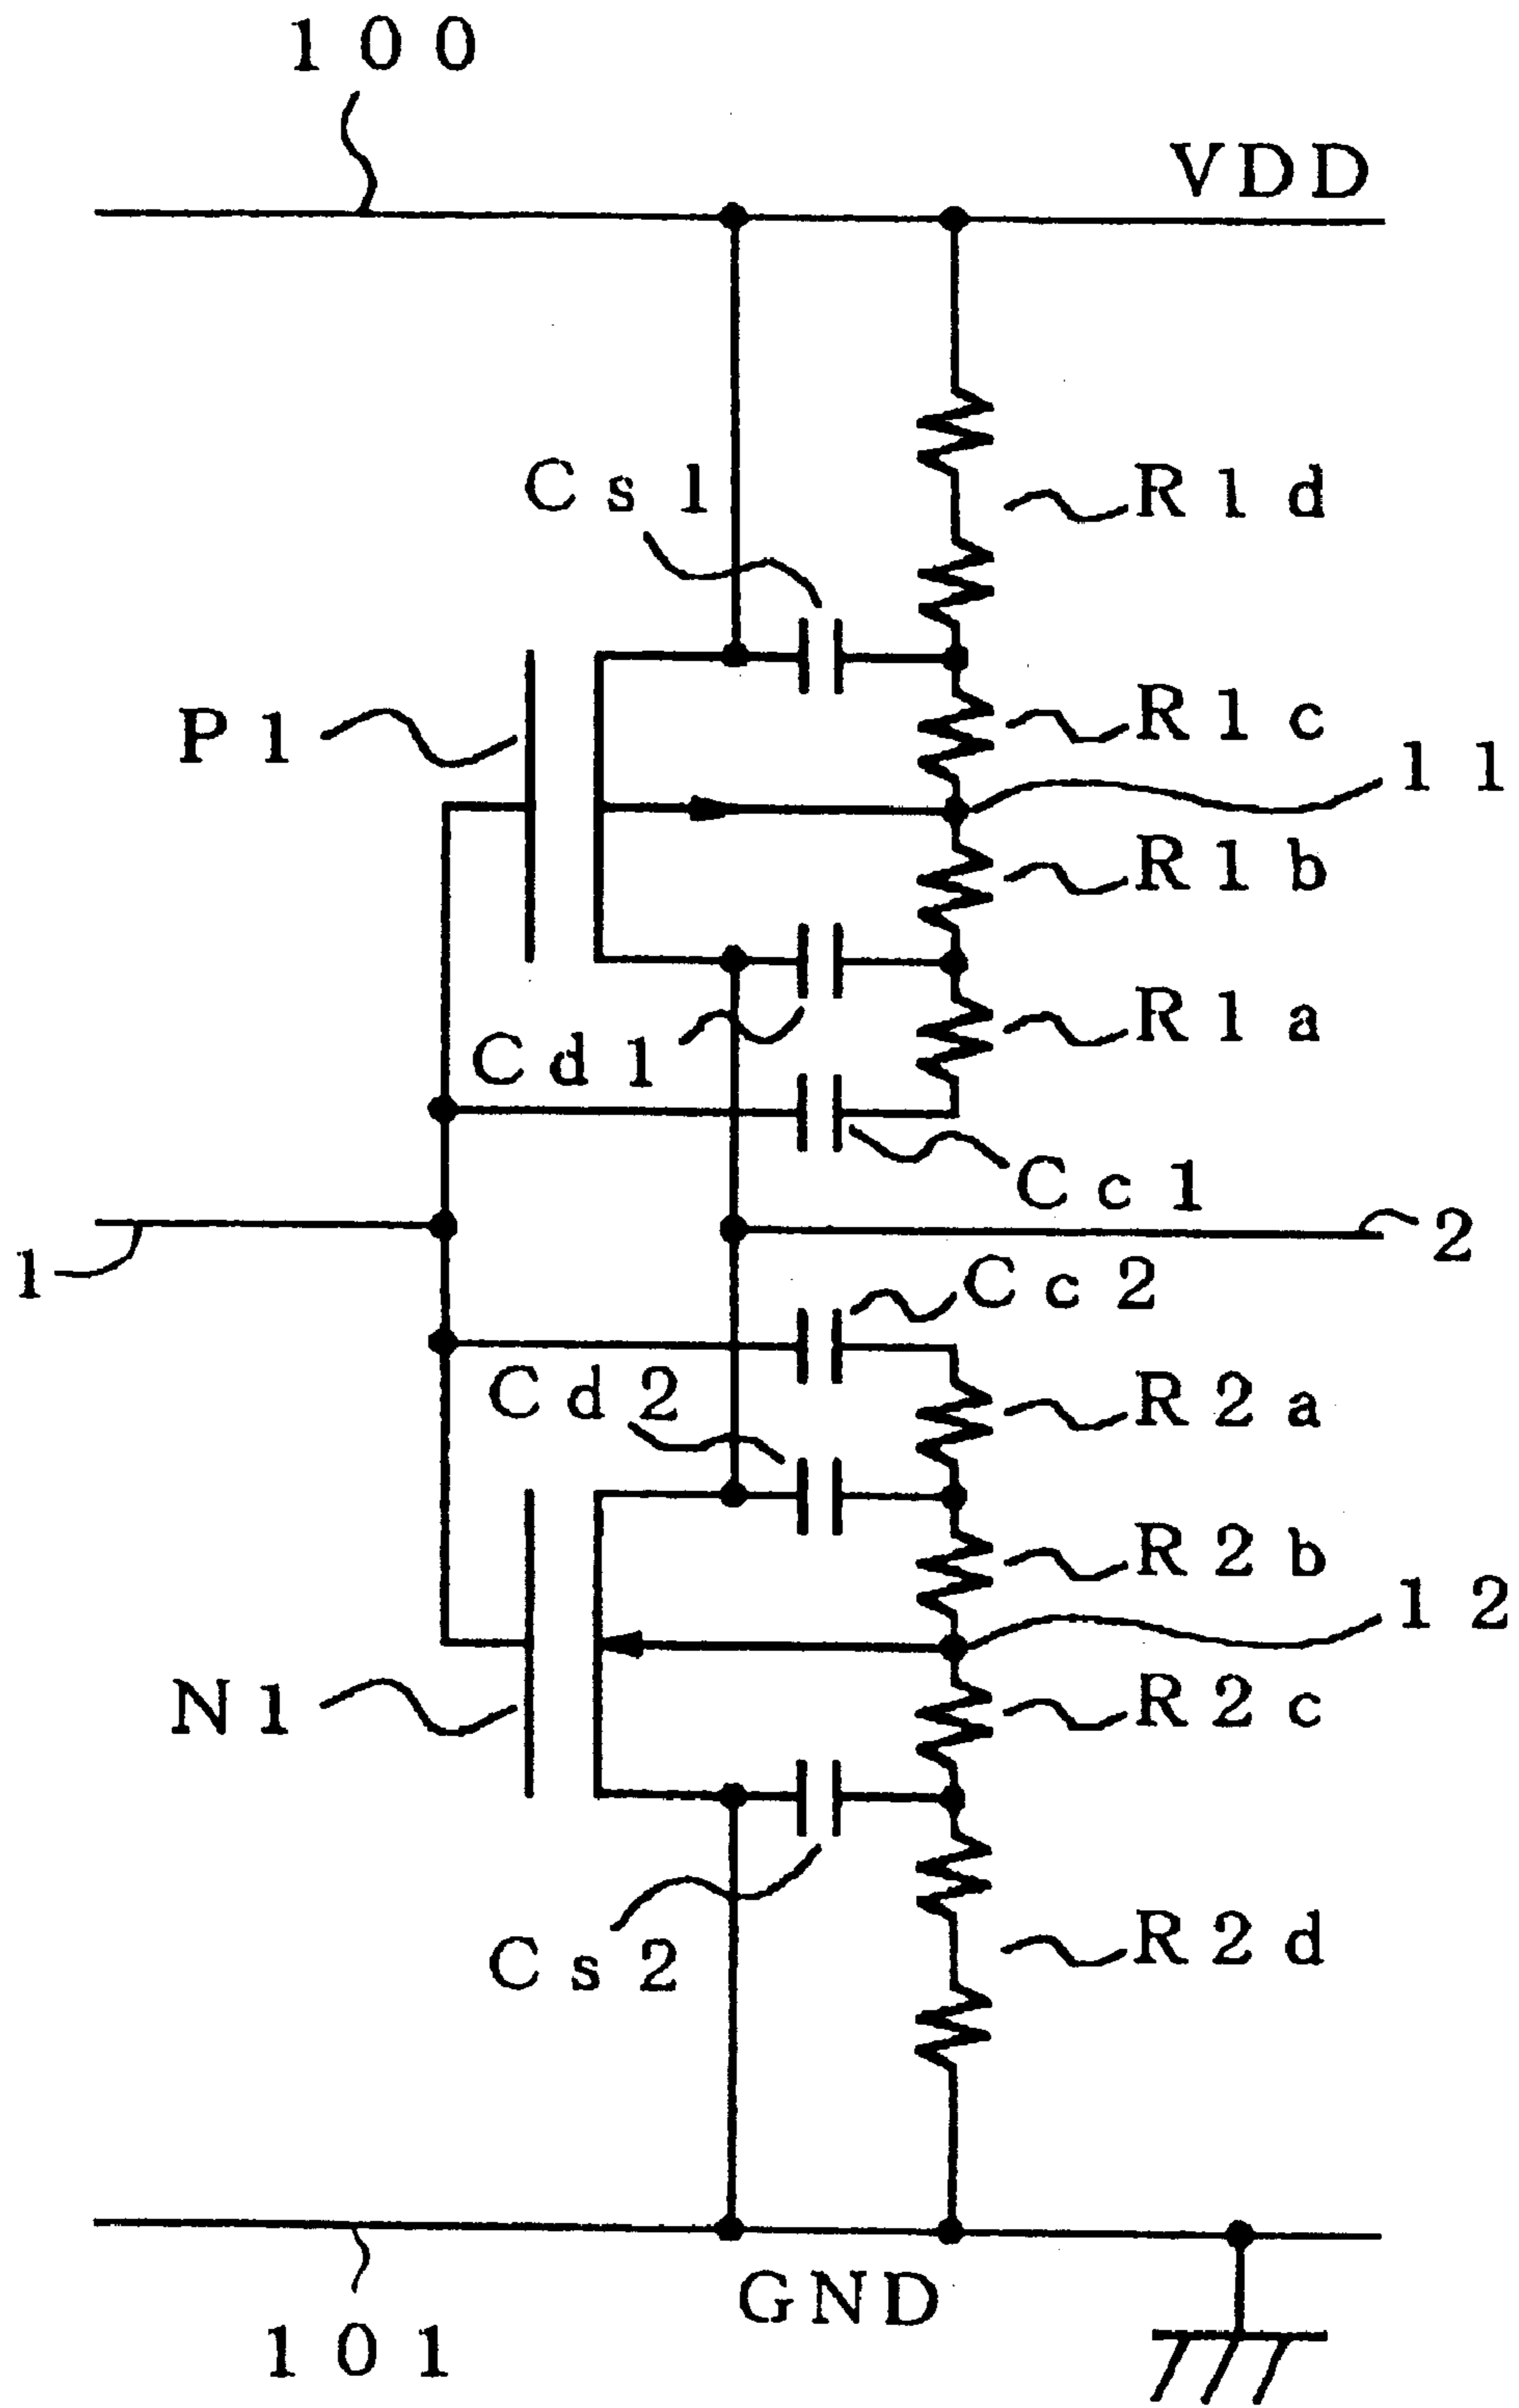 100
VDD
Cs1
R1d
P1
R1c
11
R1b
Cd1
R1a
Cc1
1
2
Cc2
Cd2
R2a
R2b
12
N1
R2c
Cs2
R2d
GND
101